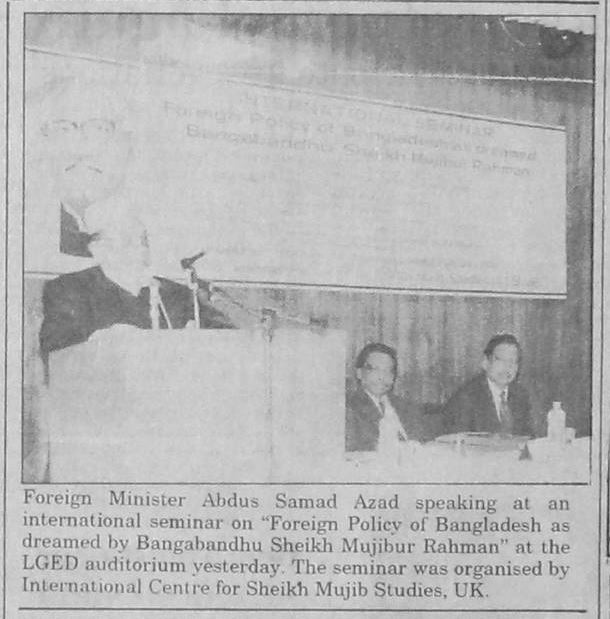 INTERNATIONAL SEMINAR
Foreign Policy of Bangladesh as dreamed
Bangabandhu Sheikh Mujibur Rahman
Foreign Minister Abdus Samad Azad speaking at an
international seminar on “Foreign Policy of Bangladesh as
dreamed by Bangabandhu Sheikh Mujibur Rahman” at the
LGED auditorium yesterday. The seminar was organised by
International Centre for Sheikh Mujib Studies, UK.